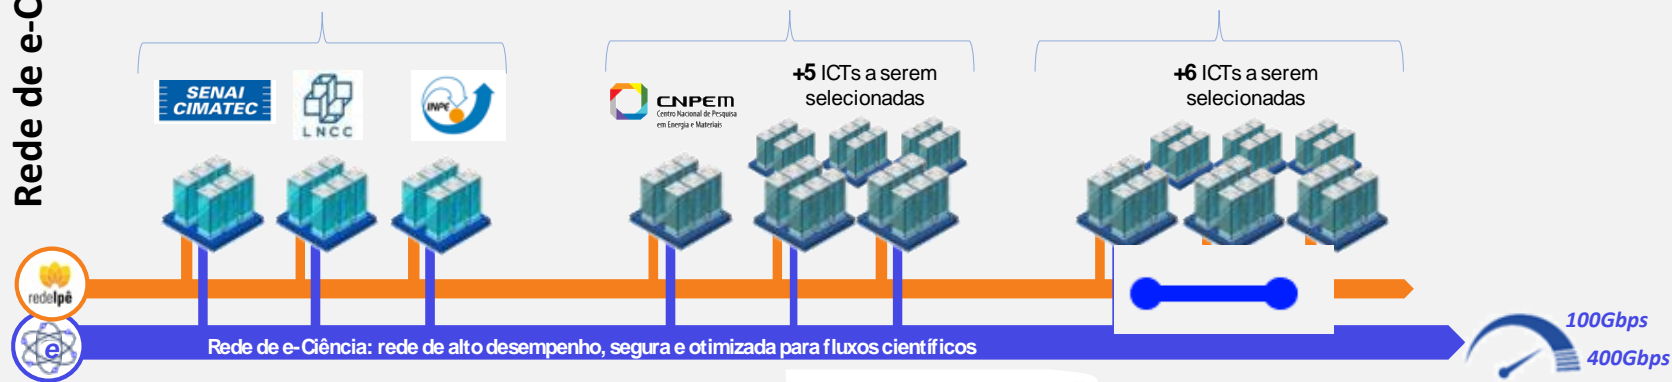 Rede de e-C
SENAI
CIMATEC
LNCC
INPE
CNPEM
Centro Nacional de Pesquisa
em Energia e Materiais
+5 ICTs a serem
selecionadas
+6 ICTs a serem
selecionadas
redeIpê
e
Rede de e-Ciência: rede de alto desempenho, segura e otimizada para fluxos científicos
100Gbps
400Gbps